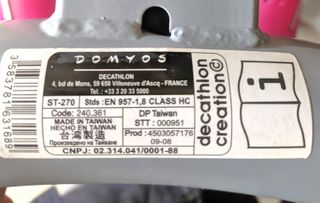 DOMYOS
DECATHLON
4, bd de Mons, 59 658 Villeneuve d'Ascq - FRANCE
Tel. : +33 3 20 33 5000
ST-270 Stds :EN 957-1,8 CLASS HC
Code: 240.361 DP Taiwan
MADE IN TAIWAN STT : 000951
HECHO EN TAIWAN
台湾製造 Prod :4503057176
Произведено на Тайване 09-08
CNPJ: 02.314.041/0001-88
decathlon
creation
i
3583781631689